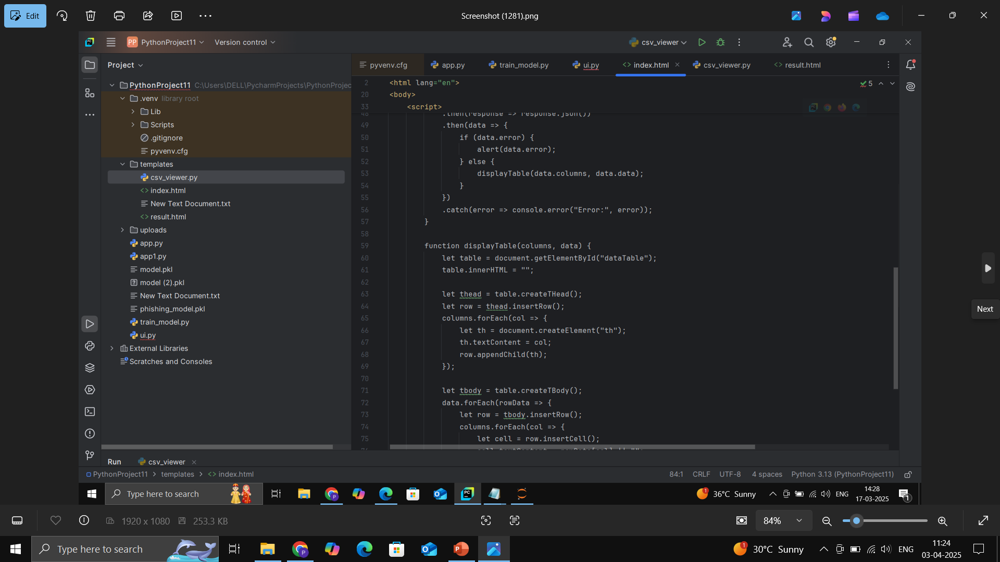 Edit
Screenshot (1281).png
PP PythonProject11
Version control
csv_viewer
Project
pyvenv.cfg
app.py
train_model.py
ui.py
index.html
csv_viewer.py
result.html
PythonProject11 C:\Users\DELL\PycharmProjects\PythonProjec
.venv library root
Lib
Scripts
.gitignore
pyvenv.cfg
templates
csv_viewer.py
index.html
New Text Document.txt
result.html
uploads
app.py
app1.py
model.pkl
model (2).pkl
New Text Document.txt
phishing_model.pkl
train_model.py
ui.py
External Libraries
Scratches and Consoles
5
2 <html lang="en">
20 <body>
33 <script>
48 .then(response => response.json())
49 .then(data => {
50 if (data.error) {
51 alert(data.error);
52 } else {
53 displayTable(data.columns, data.data);
54 }
55 })
56 .catch(error => console.error("Error:", error));
57 }
58
59 function displayTable(columns, data) {
60 let table = document.getElementById("dataTable");
61 table.innerHTML = "";
62
63 let thead = table.createTHead();
64 let row = thead.insertRow();
65 columns.forEach(col => {
66 let th = document.createElement("th");
67 th.textContent = col;
68 row.appendChild(th);
69 });
70
71 let tbody = table.createTBody();
72 data.forEach(rowData => {
73 let row = tbody.insertRow();
74 columns.forEach(col => {
75 let cell = row.insertCell();
Next
Run
csv_viewer
PythonProject11 > templates > index.html
84:1 CRLF UTF-8 4 spaces Python 3.13 (PythonProject11)
Type here to search
1 36°C Sunny
ENG
14:28
17-03-2025
1
1920 x 1080
253.3 KB
84%
Type here to search
1 30°C Sunny
ENG
11:24
03-04-2025